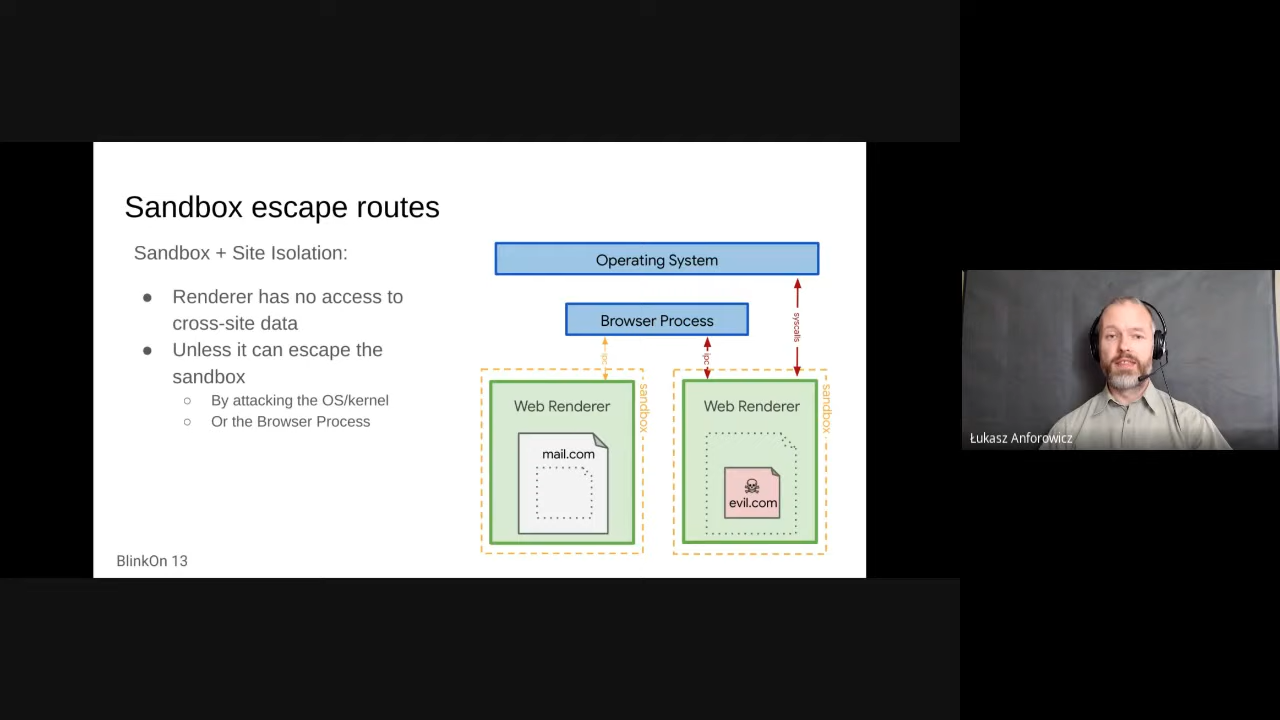 Sandbox escape routes
Sandbox + Site Isolation:
● Renderer has no access to
cross-site data
● Unless it can escape the
sandbox
○ By attacking the OS/kernel
○ Or the Browser Process
BlinkOn 13
Operating System
Browser Process
syscalls
ipc
ipc
Web Renderer
sandbox
mail.com
Web Renderer
sandbox
evil.com
Łukasz Anforowicz